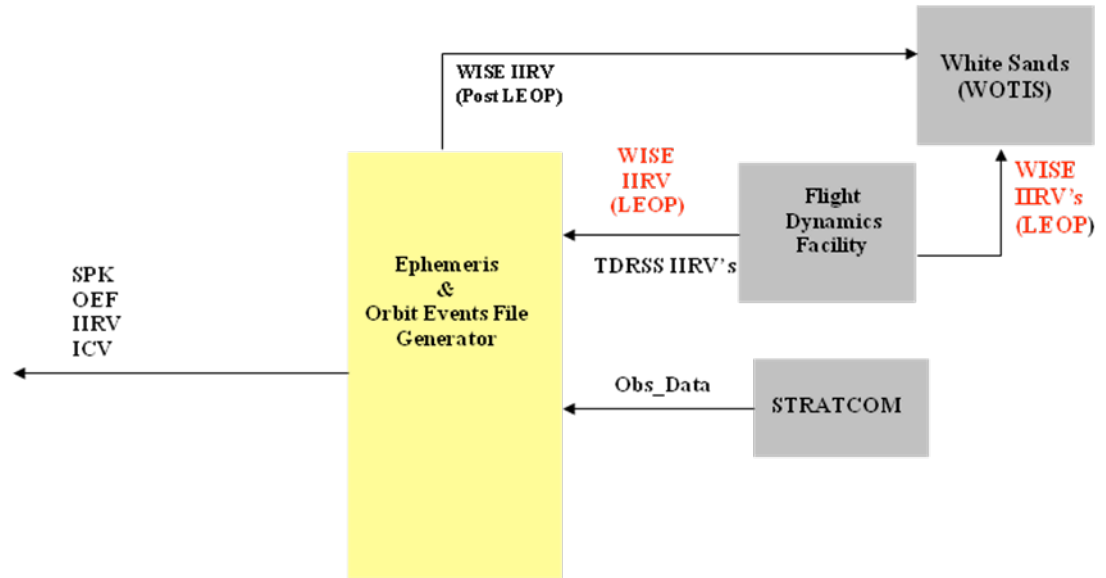 WISE IIRV
(Post LEOP)
White Sands
(WOTIS)
WISE
IIRV
(LEOP)
Flight
Dynamics
Facility
WISE
IIRV's
(LEOP)
TDRSS IIRV's
Ephemeris
&
Orbit Events File
Generator
SPK
OEF
IIRV
ICV
Obs_Data
STRATCOM